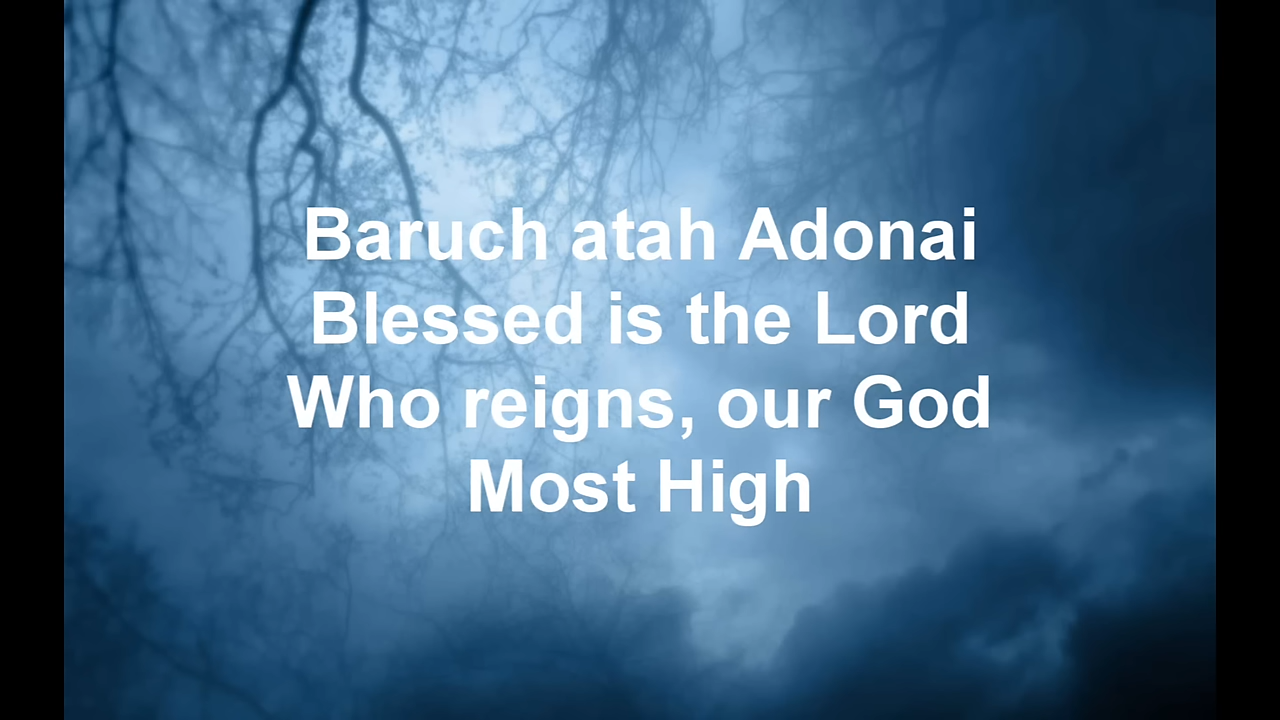 Baruch atah Adonai
Blessed is the Lord
Who reigns, our God
Most High